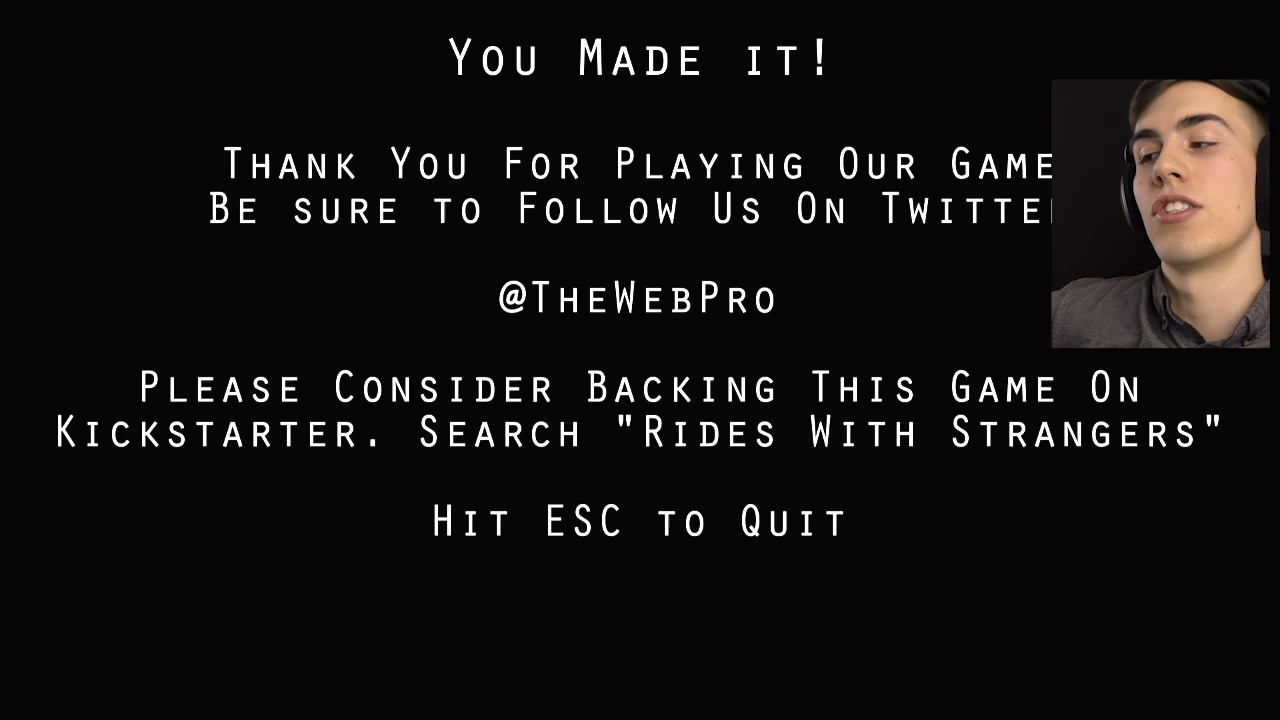 You Made it!
Thank You For Playing Our Game
Be sure to Follow Us On
@TheWebPro
Please Consider Backing This Game On
Kickstarter. Search "Rides With Strangers"
Hit ESC to Quit